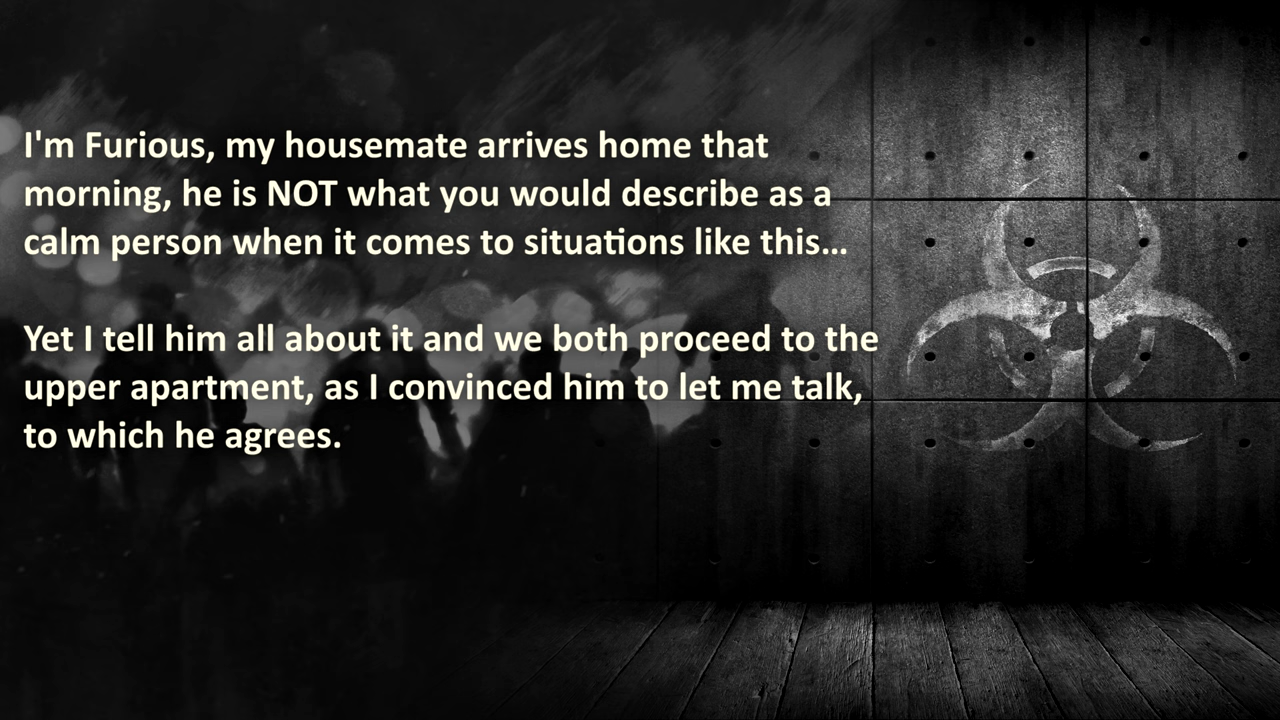 I'm Furious, my housemate arrives home that
morning, he is NOT what you would describe as a
calm person when it comes to situations like this...
Yet I tell him all about it and we both proceed to the
upper apartment, as I convinced him to let me talk,
to which he agrees.